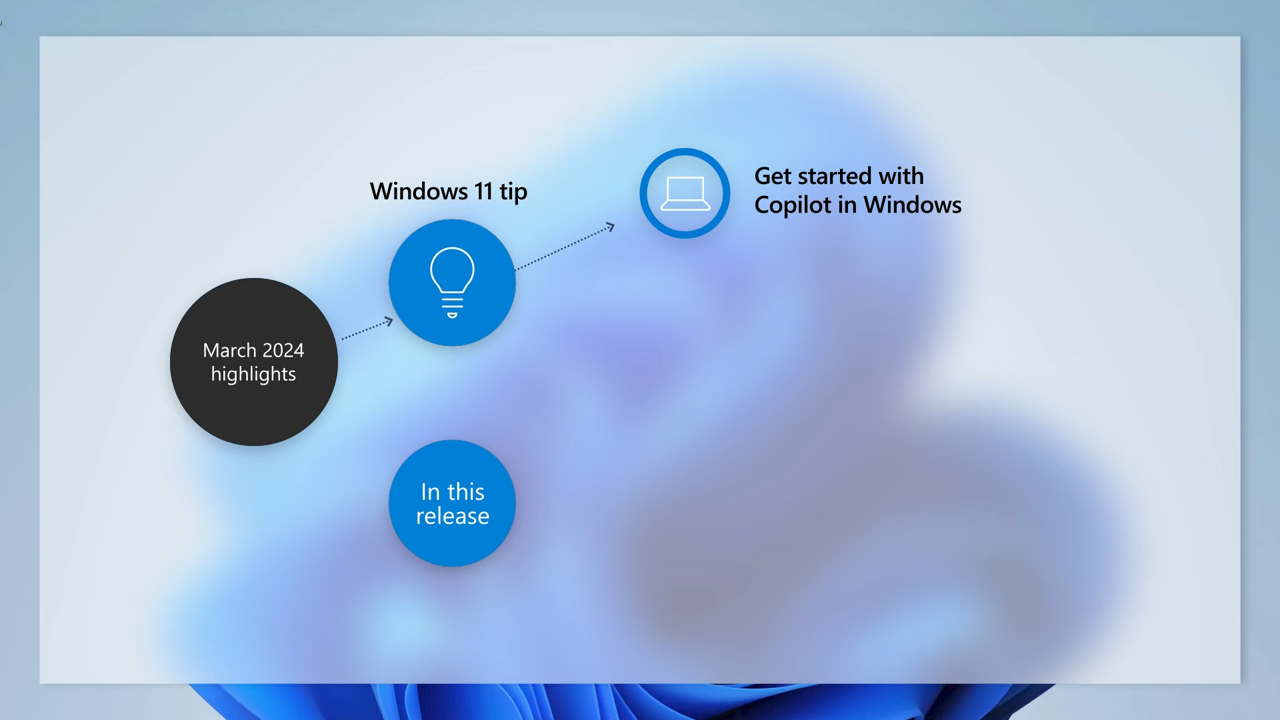 Windows 11 tip
Get started with
Copilot in Windows
March 2024
highlights
In this
release